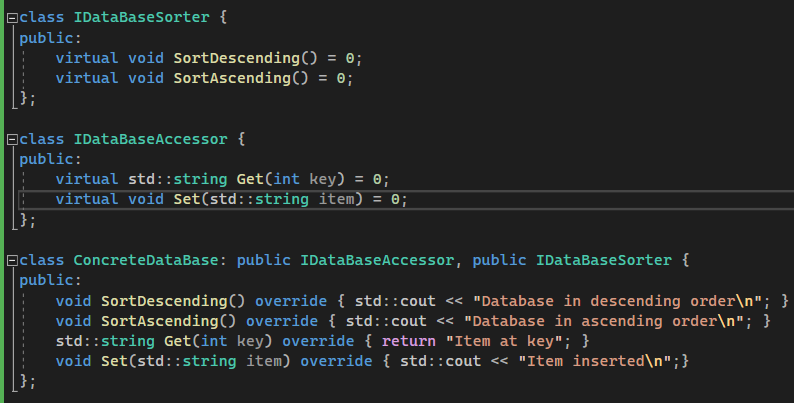 class IDataBaseSorter {
public:
    virtual void SortDescending() = 0;
    virtual void SortAscending() = 0;
};
class IDataBaseAccessor {
public:
    virtual std::string Get(int key) = 0;
    virtual void Set(std::string item) = 0;
};
class ConcreteDataBase: public IDataBaseAccessor, public IDataBaseSorter {
public:
    void SortDescending() override { std::cout << "Database in descending order\n"; }
    void SortAscending() override { std::cout << "Database in ascending order\n"; }
    std::string Get(int key) override { return "Item at key"; }
    void Set(std::string item) override { std::cout << "Item inserted\n";}
};